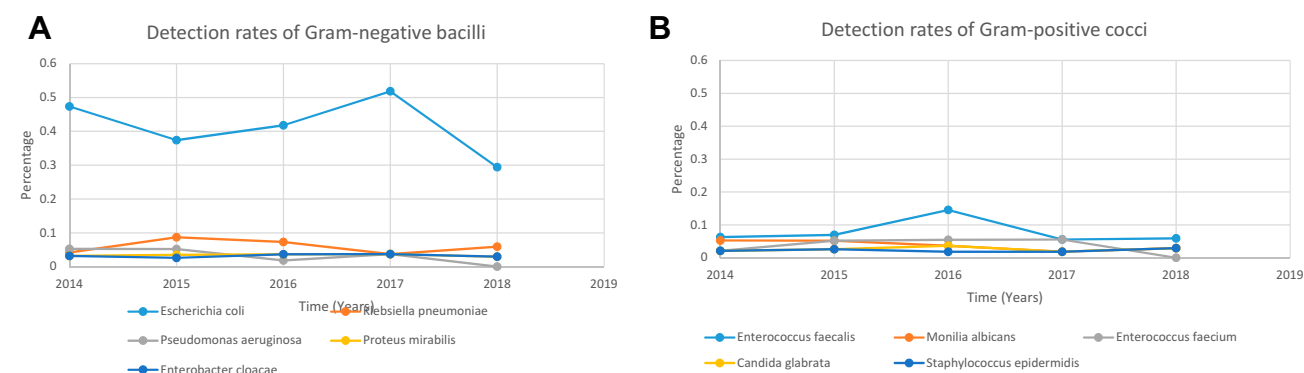 A
Detection rates of Gram-negative bacilli
0.6
0.5
0.4
0.3
0.2
0.1
0
Percentage
2014 2015 2016 2017 2018 2019
Time (Years)
Escherichia coli Klebsiella pneumoniae
Pseudomonas aeruginosa Proteus mirabilis
Enterobacter cloacae
B
Detection rates of Gram-positive cocci
0.6
0.5
0.4
0.3
0.2
0.1
0
Percentage
2014 2015 2016 2017 2018 2019
Time (Years)
Enterococcus faecalis Monilia albicans Enterococcus faecium
Candida glabrata Staphylococcus epidermidis